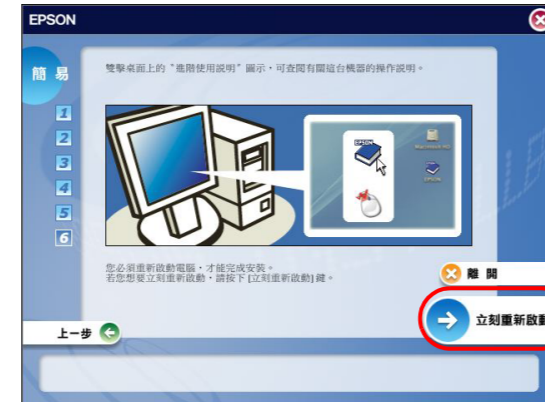 EPSON
簡易
雙擊桌面上的“進階使用說明”圖示，可查閱有關這台機器的操作說明。
1
2
3
4
5
6
EPSON
Macintosh HD
EPSON
您必須重新啟動電腦，才能完成安裝。
若您想要立刻重新啟動，請按下 [立刻重新啟動] 鍵。
離開
立刻重新啟動
上一步